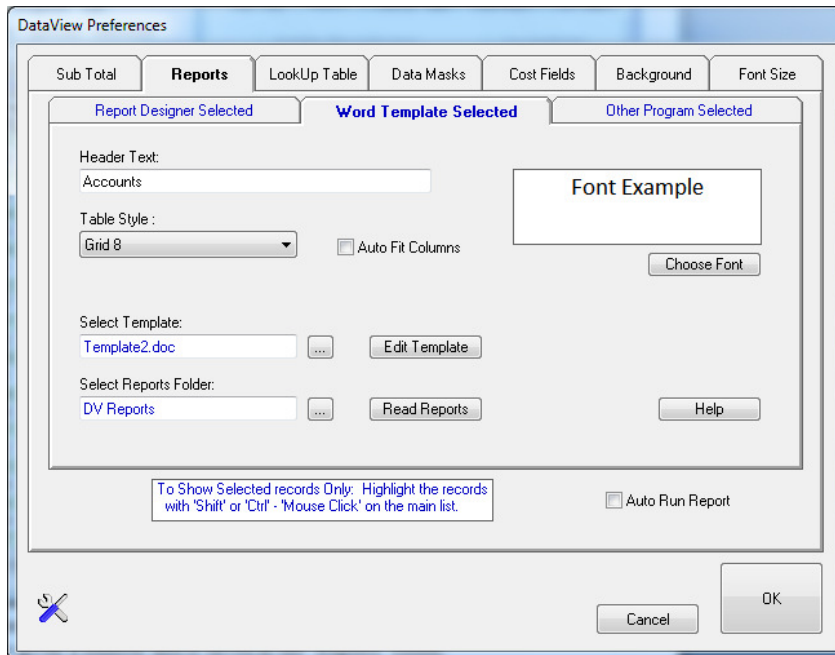 DataView Preferences
Sub Total
Reports
LookUp Table
Data Masks
Cost Fields
Background
Font Size
Report Designer Selected
Word Template Selected
Other Program Selected
Header Text:
Accounts
Font Example
Table Style :
Grid 8
Auto Fit Columns
Choose Font
Select Template:
Template2.doc
...
Edit Template
Select Reports Folder:
DV Reports
...
Read Reports
Help
To Show Selected records Only: Highlight the records
with 'Shift' or 'Ctrl' - 'Mouse Click' on the main list.
Auto Run Report
OK
Cancel